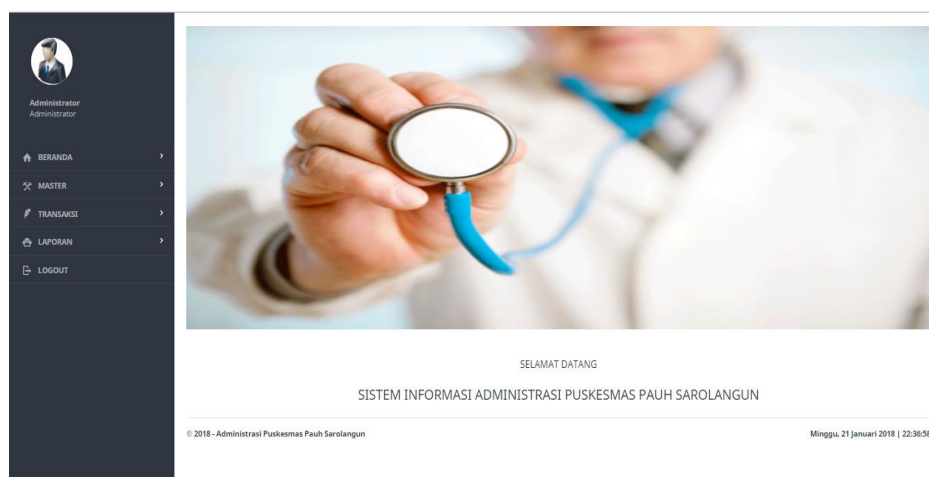 Administrator
Administrator
BERANDA
MASTER
TRANSAKSI
LAPORAN
LOGOUT
SELAMAT DATANG
SISTEM INFORMASI ADMINISTRASI PUSKESMAS PAUH SAROLANGUN
© 2018 - Administrasi Puskesmas Pauh Sarolangun
Minggu, 21 Januari 2018 | 22:36:58